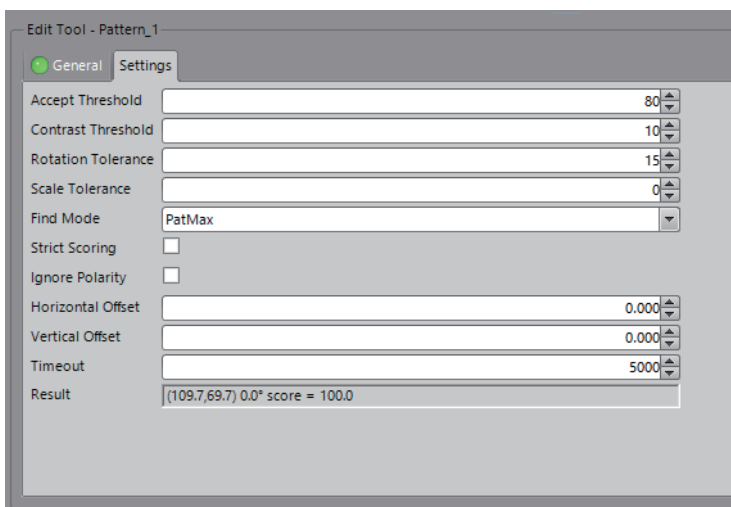 Edit Tool - Pattern_1
General Settings
Accept Threshold 80
Contrast Threshold 10
Rotation Tolerance 15
Scale Tolerance 0
Find Mode PatMax
Strict Scoring
Ignore Polarity
Horizontal Offset 0.000
Vertical Offset 0.000
Timeout 5000
Result (109.7,69.7) 0.0° score = 100.0